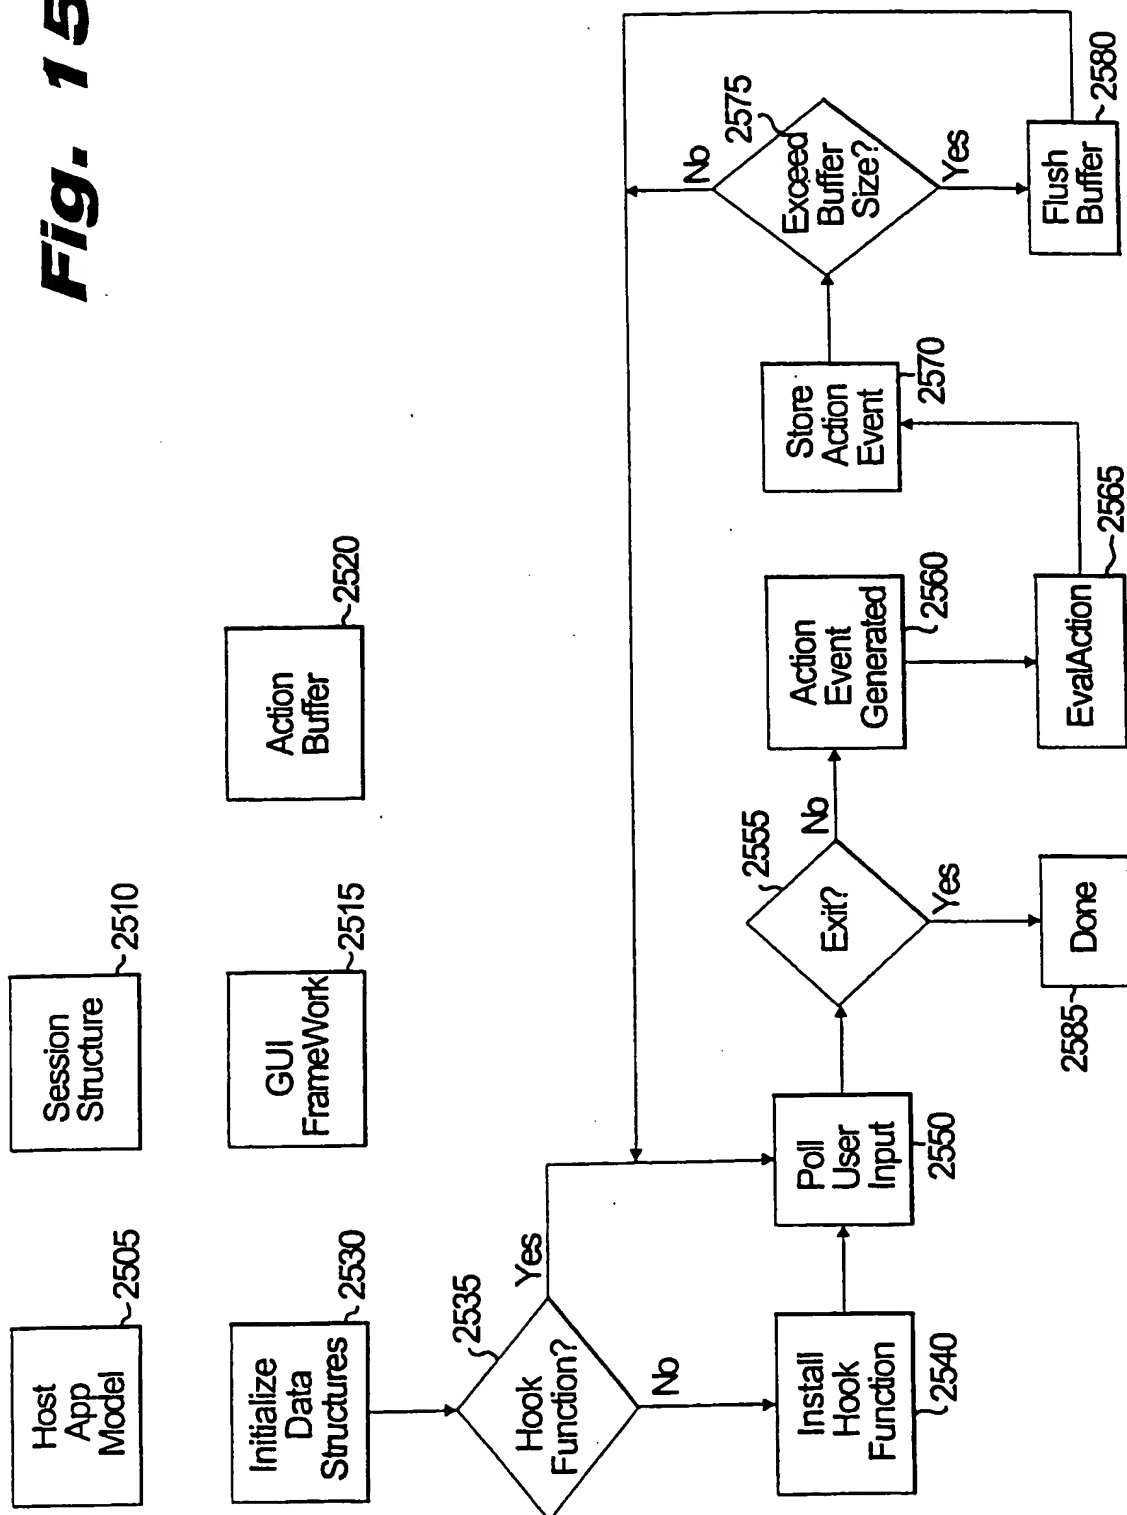 Fig. 15
Host
App
Model
2505
Session
Structure
2510
Initialize
Data
Structures
2530
GUI
FrameWork
2515
Action
Buffer
2520
Hook
Function?
2535
Yes
No
Install
Hook
Function
2540
Poll
User
Input
2550
Exit?
2555
No
Yes
Done
2585
Action
Event
Generated
2560
EvalAction
2565
Store
Action
Event
2570
Exceed
Buffer
Size?
2575
No
Yes
Flush
Buffer
2580